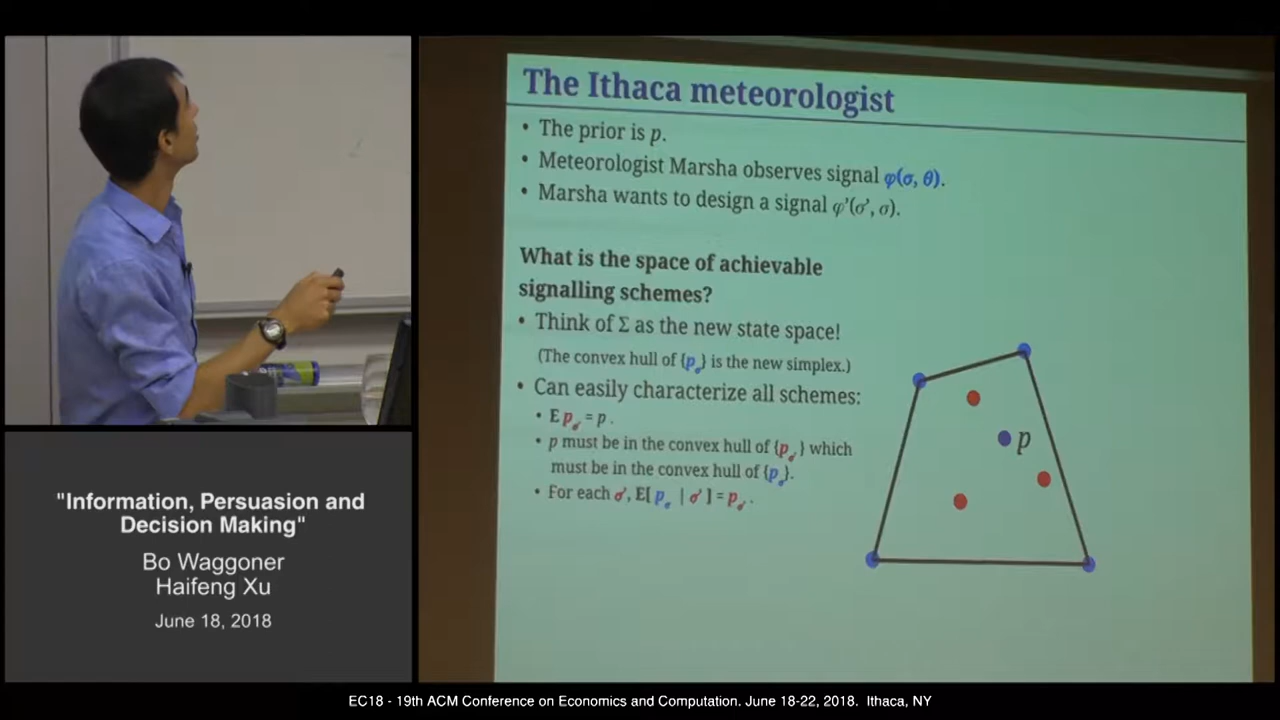 The Ithaca meteorologist
• The prior is p.
• Meteorologist Marsha observes signal φ(σ, θ).
• Marsha wants to design a signal φ'(σ', σ).
What is the space of achievable
signalling schemes?
• Think of Σ as the new state space!
(The convex hull of {pσ} is the new simplex.)
• Can easily characterize all schemes:
• E pσ' = p.
• p must be in the convex hull of {pσ'} which
must be in the convex hull of {pσ}.
• For each σ', E[ pσ | σ' ] = pσ'.
p
"Information, Persuasion and
Decision Making"
Bo Waggoner
Haifeng Xu
June 18, 2018
EC18 - 19th ACM Conference on Economics and Computation. June 18-22, 2018. Ithaca, NY